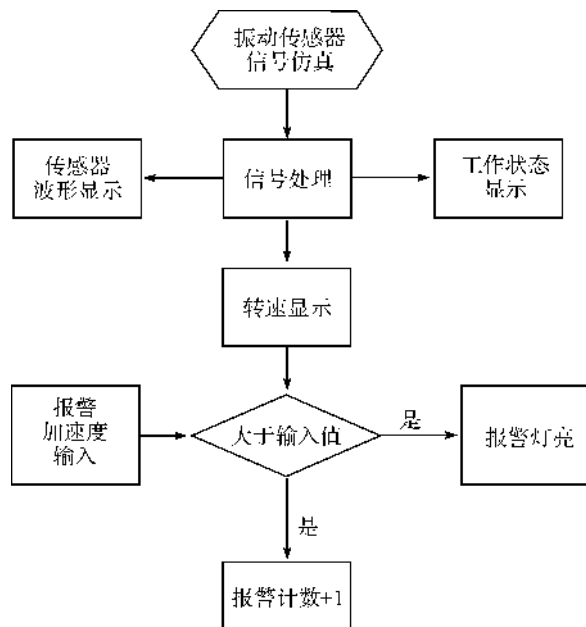 振动传感器
信号仿真
传感器
波形显示
信号处理
工作状态
显示
转速显示
报警
加速度
输入
大于输入值
是
报警灯亮
是
报警计数+1